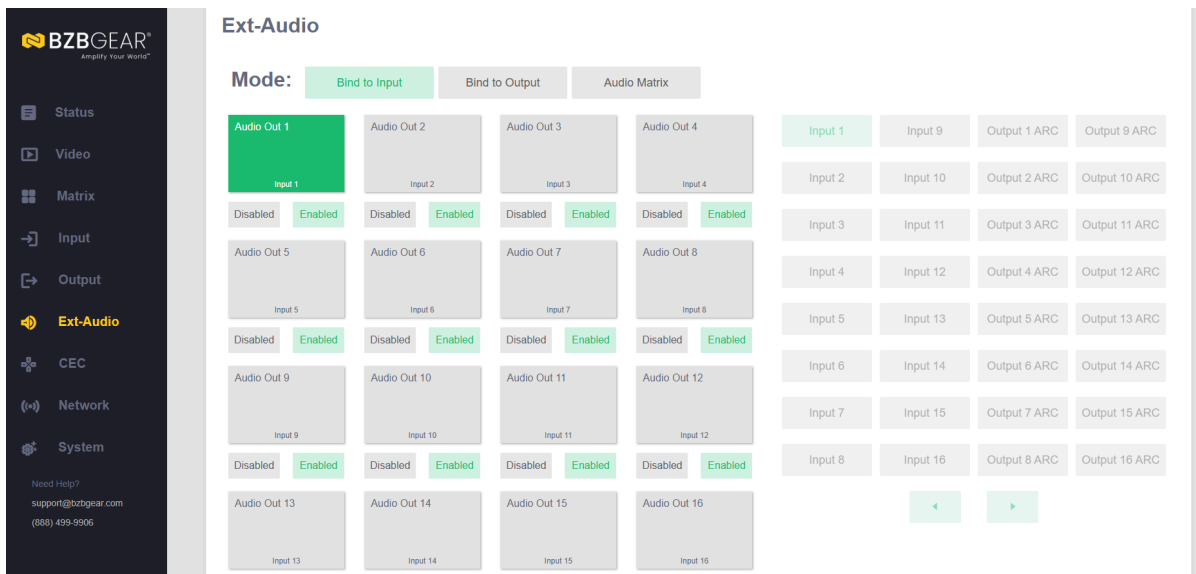 BZBGEAR®
Amplify Your World™
Status
Video
Matrix
Input
Output
Ext-Audio
CEC
Network
System
Need Help?
support@bzbgear.com
(888) 499-9906
Ext-Audio
Mode: Bind to Input Bind to Output Audio Matrix
Audio Out 1 Audio Out 2 Audio Out 3 Audio Out 4
Input 1 Input 2 Input 3 Input 4
Disabled Enabled Disabled Enabled Disabled Enabled Disabled Enabled
Audio Out 5 Audio Out 6 Audio Out 7 Audio Out 8
Input 5 Input 6 Input 7 Input 8
Disabled Enabled Disabled Enabled Disabled Enabled Disabled Enabled
Audio Out 9 Audio Out 10 Audio Out 11 Audio Out 12
Input 9 Input 10 Input 11 Input 12
Disabled Enabled Disabled Enabled Disabled Enabled Disabled Enabled
Audio Out 13 Audio Out 14 Audio Out 15 Audio Out 16
Input 13 Input 14 Input 15 Input 16
Input 1 Input 9 Output 1 ARC Output 9 ARC
Input 2 Input 10 Output 2 ARC Output 10 ARC
Input 3 Input 11 Output 3 ARC Output 11 ARC
Input 4 Input 12 Output 4 ARC Output 12 ARC
Input 5 Input 13 Output 5 ARC Output 13 ARC
Input 6 Input 14 Output 6 ARC Output 14 ARC
Input 7 Input 15 Output 7 ARC Output 15 ARC
Input 8 Input 16 Output 8 ARC Output 16 ARC